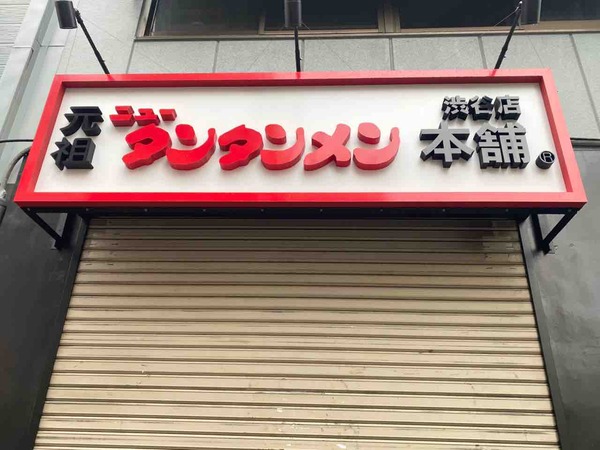 元祖
ニュー
タンタンメン
渋谷店
本舗®